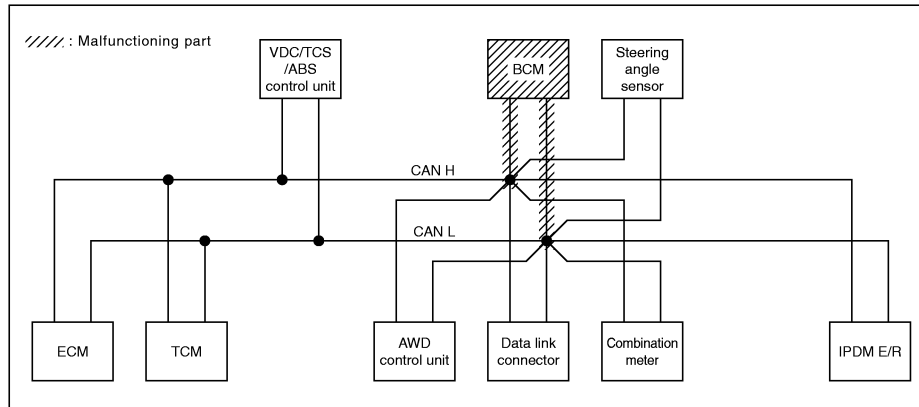 : Malfunctioning part
VDC/TCS
/ABS
control unit
BCM
Steering
angle
sensor
CAN H
CAN L
ECM
TCM
AWD
control unit
Data link
connector
Combination
meter
IPDM E/R